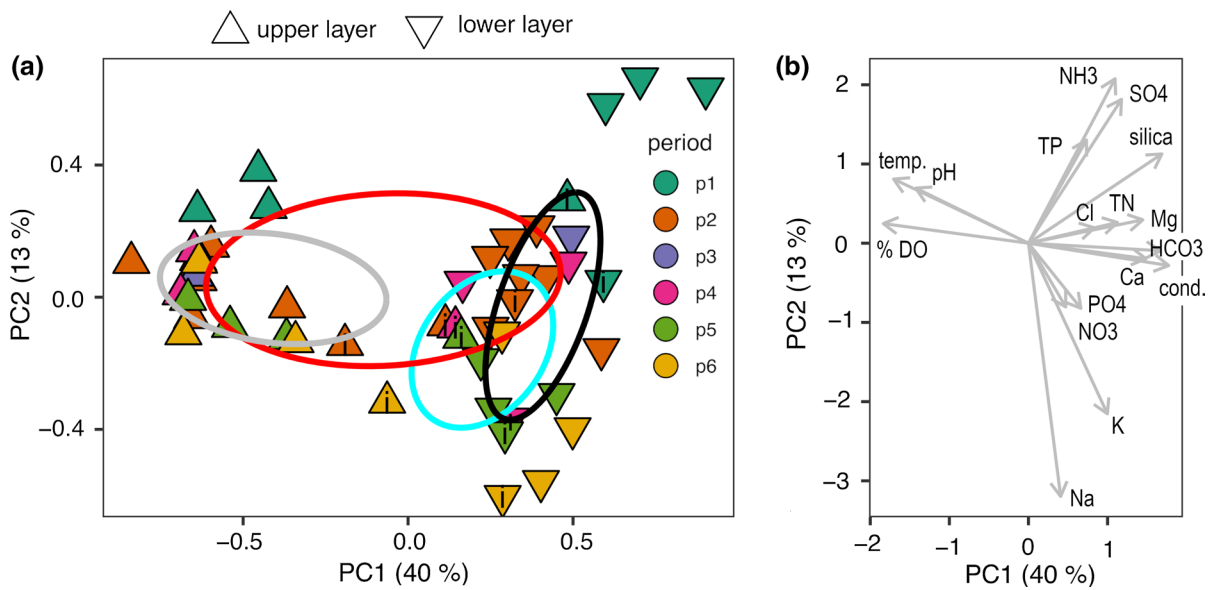 upper layer lower layer
(a)
0.4
0.0
−0.4
PC2 (13 %)
−0.5 0.0 0.5
PC1 (40 %)
period
p1
p2
p3
p4
p5
p6
i
i
i
i
i
i
i
i
i
i
i
i
(b)
2
1
0
−1
−2
−3
PC2 (13 %)
NH3
SO4
TP
silica
temp.
pH
Cl
TN
Mg
% DO
HCO3
Ca
cond.
PO4
NO3
K
Na
−2 −1 0 1
PC1 (40 %)